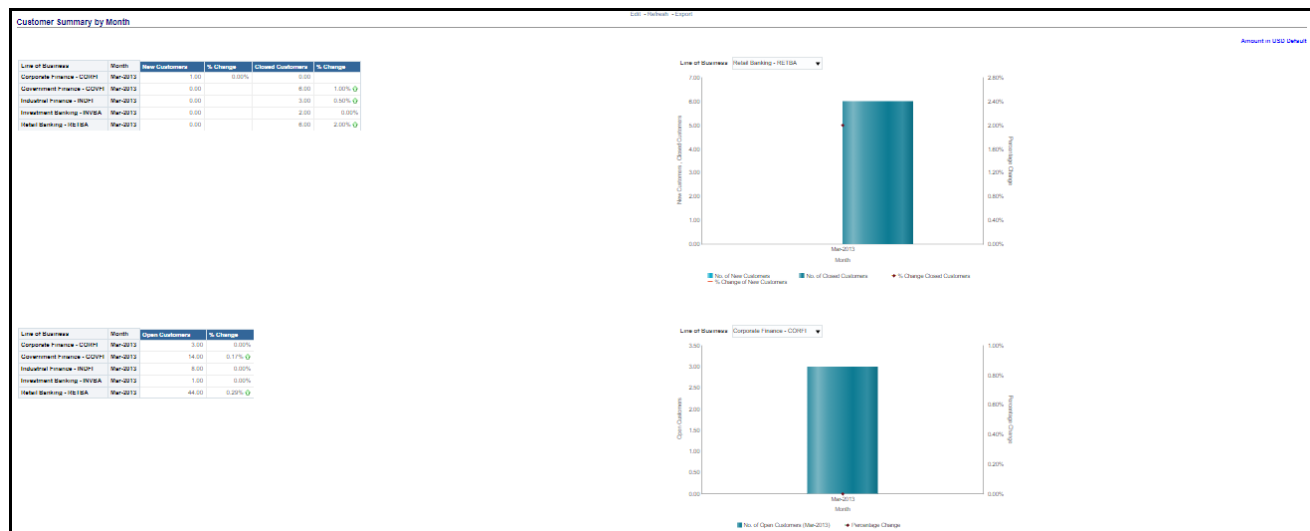 Edit - Refresh - Export
Customer Summary by Month
Amount in USD Default
Line of Business Month New Customers % Change Closed Customers % Change
Corporate Finance - CORFI Mar-2013 1.00 0.00% 0.00
Government Finance - GOVFI Mar-2013 0.00 6.00 1.00%
Industrial Finance - INDFI Mar-2013 0.00 3.00 0.50%
Investment Banking - INVBA Mar-2013 0.00 2.00 0.00%
Retail Banking - RETBA Mar-2013 0.00 6.00 2.00%
Line of Business Retail Banking - RETBA
7.00
6.00
5.00
4.00
3.00
2.00
1.00
0.00
New Customers , Closed Customers
2.80%
2.40%
2.00%
1.60%
1.20%
0.80%
0.40%
0.00%
Percentage Change
Mar-2013
Month
No. of New Customers No. of Closed Customers % Change Closed Customers
% Change of New Customers
Line of Business Month Open Customers % Change
Corporate Finance - CORFI Mar-2013 3.00 0.00%
Government Finance - GOVFI Mar-2013 14.00 0.17%
Industrial Finance - INDFI Mar-2013 8.00 0.00%
Investment Banking - INVBA Mar-2013 1.00 0.00%
Retail Banking - RETBA Mar-2013 44.00
Line of Business Corporate Finance - CORFI
3.50
3.00
2.50
2.00
1.50
1.00
0.50
0.00
Open Customers
1.00%
0.80%
0.60%
0.40%
0.20%
0.00%
Percentage Change
Mar-2013
Month
No. of Open Customers (Mar-2013) Percentage Change